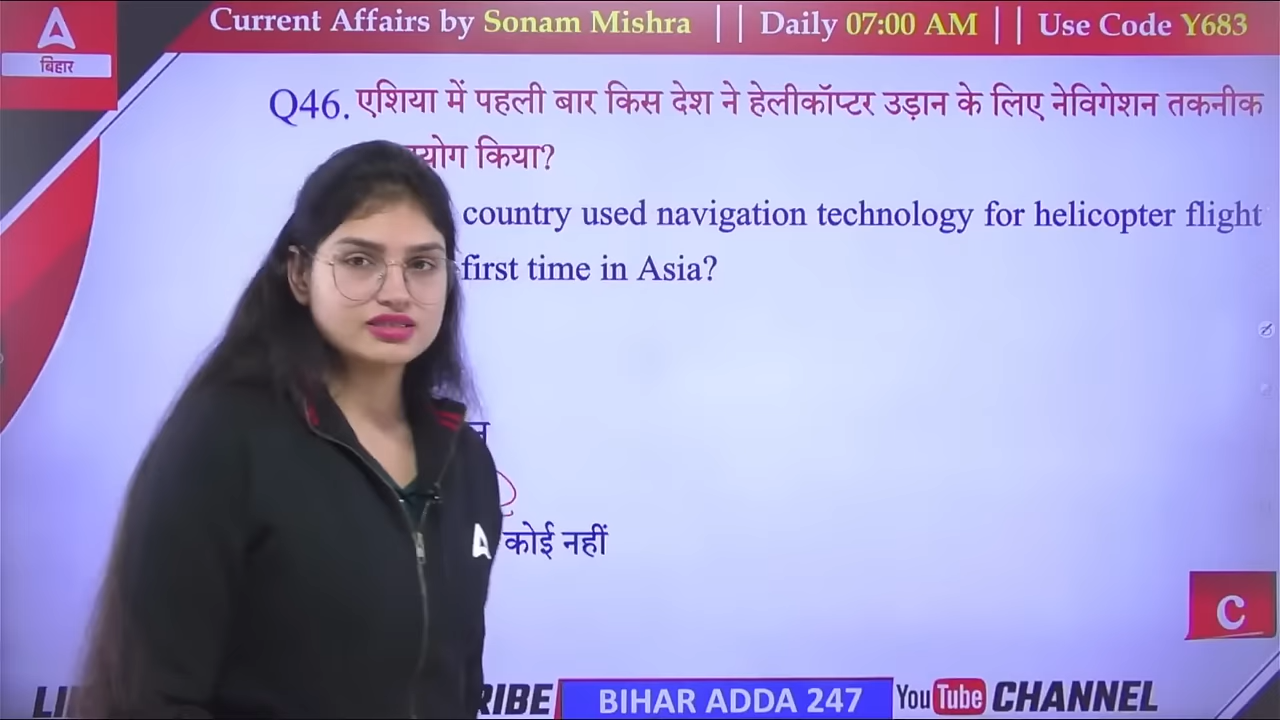 Current Affairs by Sonam Mishra || Daily 07:00 AM || Use Code Y683
बिहार
Q46. एशिया में पहली बार किस देश ने हेलीकॉप्टर उड़ान के लिए नेविगेशन तकनीक
किया?
country used navigation technology for helicopter flight
first time in Asia?
कोई नहीं
C
BIHAR ADDA 247
YouTube CHANNEL